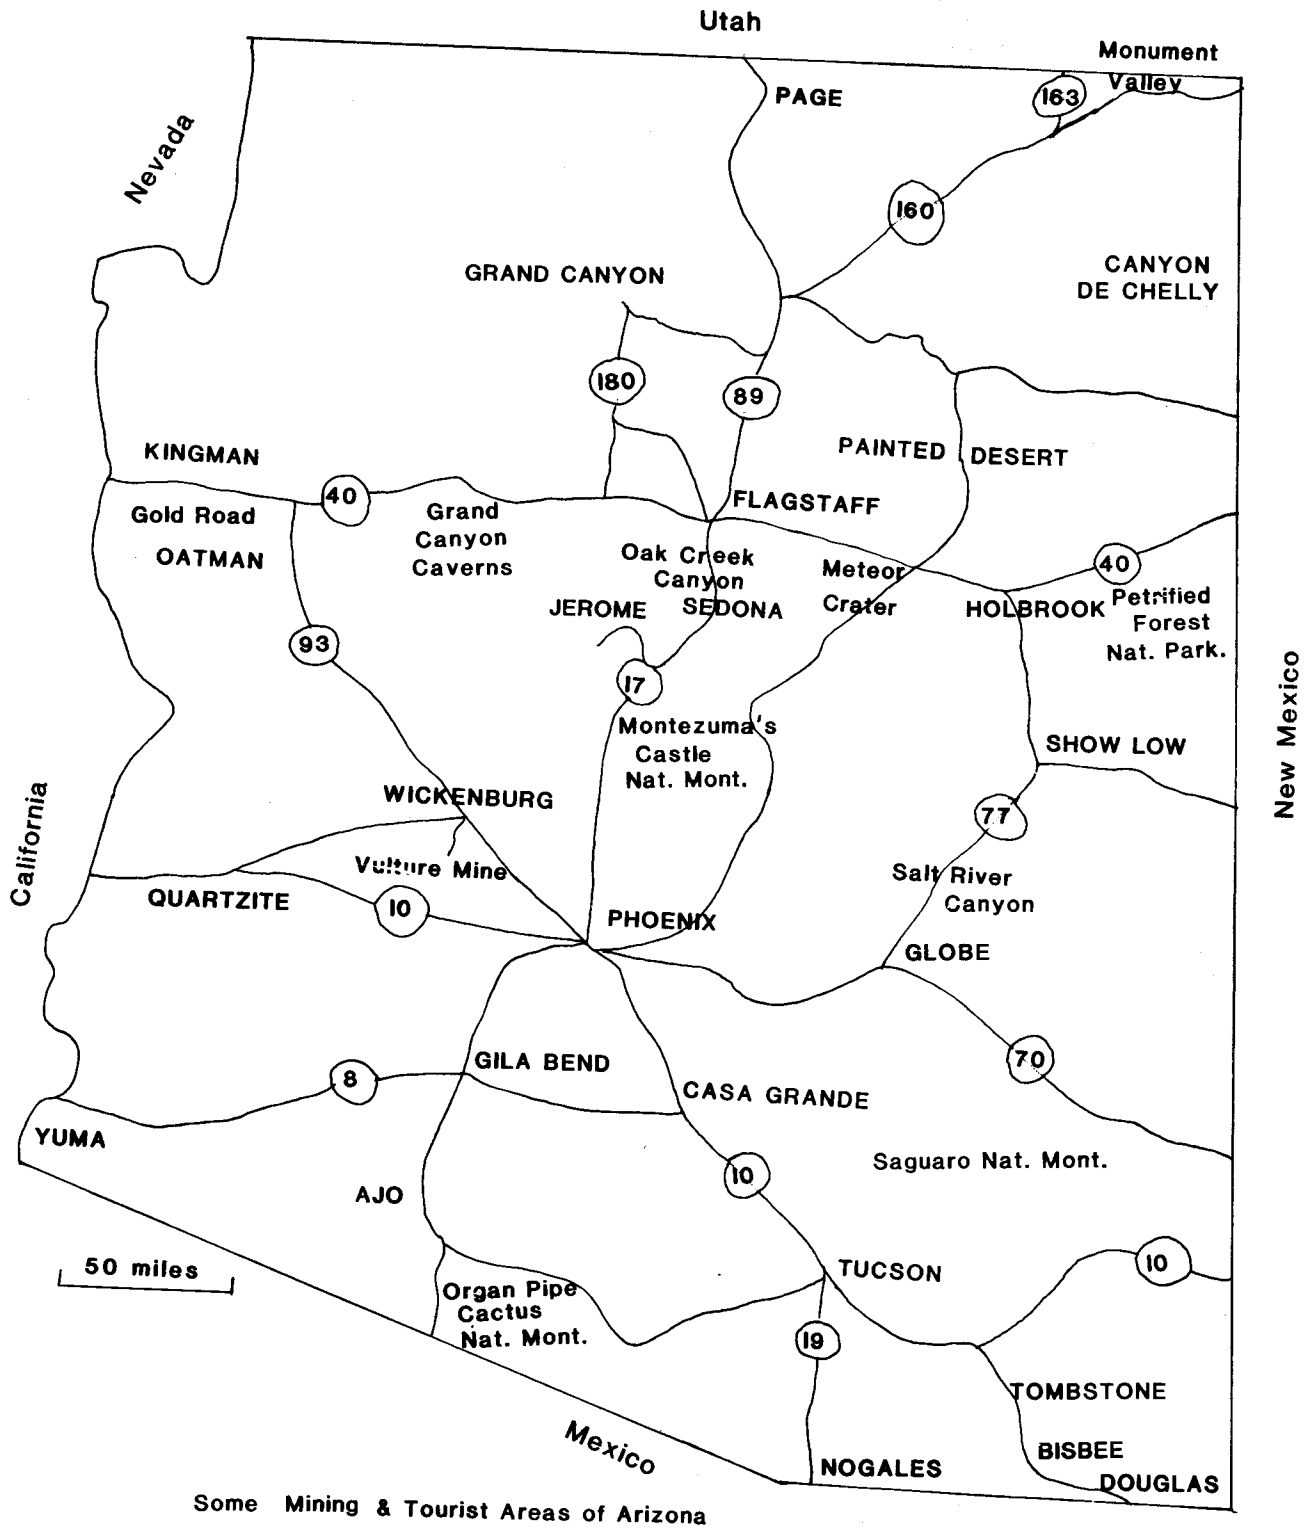 Utah
Monument
Valley
163
PAGE
Nevada
160
CANYON
DE CHELLY
GRAND CANYON
180
89
PAINTED DESERT
KINGMAN
40
FLAGSTAFF
Gold Road
OATMAN
Grand
Canyon
Caverns
Oak Creek
Canyon
Meteor
Crater
40
JEROME
SEDONA
HOLBROOK
Petrified
Forest
Nat. Park.
93
17
New Mexico
Montezuma's
Castle
Nat. Mont.
SHOW LOW
California
WICKENBURG
77
Vulture Mine
Salt River
Canyon
QUARTZITE
10
PHOENIX
GLOBE
GILA BEND
70
8
CASA GRANDE
YUMA
Saguaro Nat. Mont.
10
AJO
50 miles
TUCSON
10
Organ Pipe
Cactus
Nat. Mont.
19
TOMBSTONE
Mexico
BISBEE
NOGALES
DOUGLAS
Some Mining & Tourist Areas of Arizona